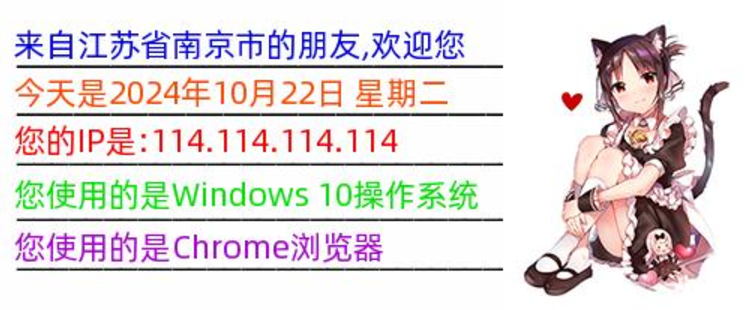 来自江苏省南京市的朋友,欢迎您
今天是2024年10月22日 星期二
您的IP是:114.114.114.114
您使用的是Windows 10操作系统
您使用的是Chrome浏览器